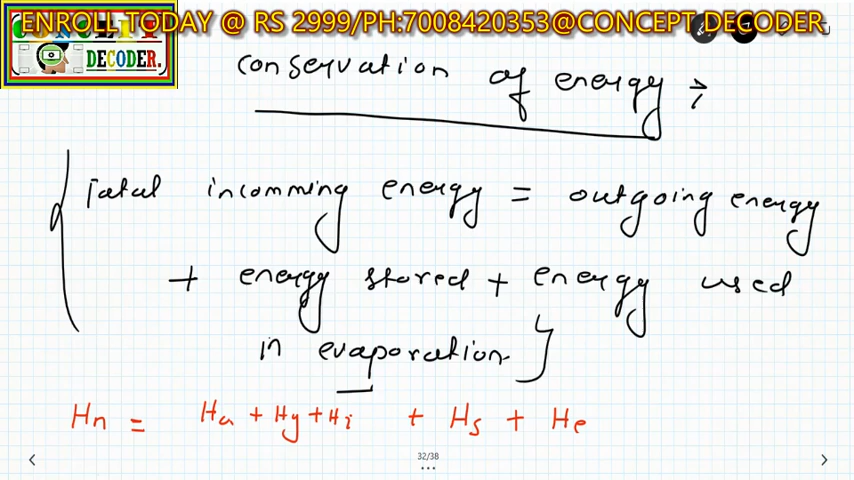 ENROLL TODAY @ RS 2999/PH:7008420353@CONCEPT DECODER.
DECODER.
conservation of energy :
Total incomming energy = outgoing energy
+ energy stored + energy used
in evaporation }
Hn = Ha + Hg + Hi + Hs + He
32/38